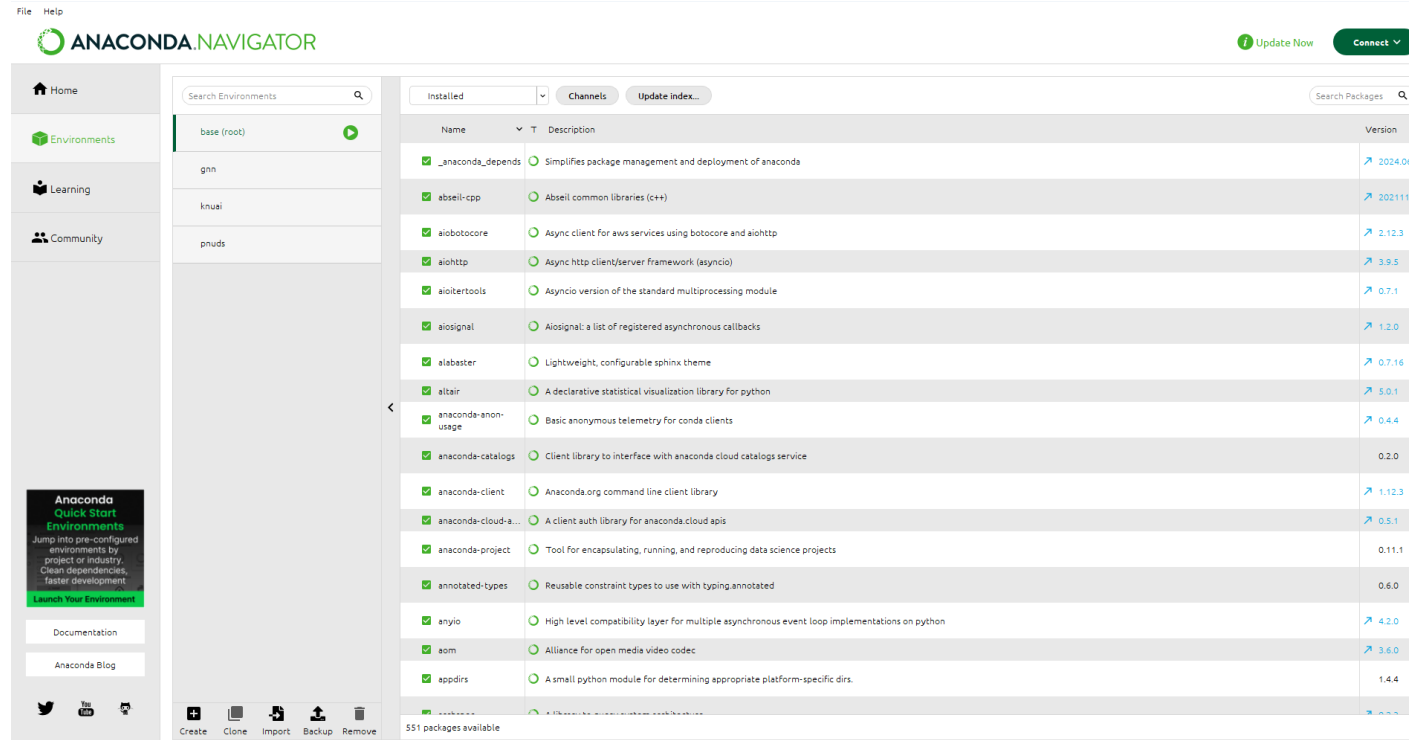 File Help
ANACONDA.NAVIGATOR
Update Now
Connect
Home
Environments
Learning
Community
Anaconda
Quick Start
Environments
Jump into pre-configured
environments by
project or industry.
Clean dependencies,
faster development
Launch Your Environment
Documentation
Anaconda Blog
You
Tube
Search Environments
base (root)
gnn
knuai
pnuds
Create Clone Import Backup Remove
Installed Channels Update index... Search Packages
Name T Description Version
_anaconda_depends Simplifies package management and deployment of anaconda 2024.06
abseil-cpp Abseil common libraries (c++) 202111
aiobotocore Async client for aws services using botocore and aiohttp 2.12.3
aiohttp Async http client/server framework (asyncio) 3.9.5
aioitertools Asyncio version of the standard multiprocessing module 0.7.1
aiosignal Aiosignal: a list of registered asynchronous callbacks 1.2.0
alabaster Lightweight, configurable sphinx theme 0.7.16
altair A declarative statistical visualization library for python 5.0.1
anaconda-anon-
usage Basic anonymous telemetry for conda clients 0.4.4
anaconda-catalogs Client library to interface with anaconda cloud catalogs service 0.2.0
anaconda-client Anaconda.org command line client library 1.12.3
anaconda-cloud-a... A client auth library for anaconda.cloud apis 0.5.1
anaconda-project Tool for encapsulating, running, and reproducing data science projects 0.11.1
annotated-types Reusable constraint types to use with typing.annotated 0.6.0
anyio High level compatibility layer for multiple asynchronous event loop implementations on python 4.2.0
aom Alliance for open media video codec 3.6.0
appdirs A small python module for determining appropriate platform-specific dirs. 1.4.4
551 packages available